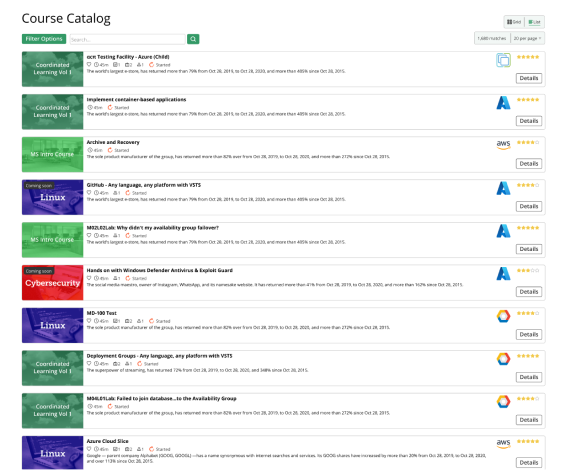 Course Catalog
Grid
List
Filter Options
Search...
1,680 matches
20 per page
Coordinated
Learning Vol 1
Testing Facility - Azure (Child)
45m 1 2 1 Started
The world's largest e-store, has returned more than 79% from Oct 28, 2015, to Oct 28, 2020, and more than 485% since Oct 28, 2015.
Details
Coordinated
Learning Vol 1
Implement container-based applications
45m Started
The world's largest e-store, has returned more than 79% from Oct 28, 2015, to Oct 28, 2020, and more than 485% since Oct 28, 2015.
Details
MS Intro Course
Archive and Recovery
45m Started
The sole product manufacturer of the group, has returned more than 82% over from Oct 28, 2019, to Oct 28, 2020, and more than 272% since Oct 28, 2015.
aws
Details
Coming soon
Linux
GitHub - Any language, any platform with VSTS
45m 1 Started
The world's largest e-store, has returned more than 79% from Oct 28, 2015, to Oct 28, 2020, and more than 485% since Oct 28, 2015.
Details
MS Intro Course
M02L02Lab: Why didn't my availability group failover?
45m 1 2 1 Started
The world's largest e-store, has returned more than 79% from Oct 28, 2015, to Oct 28, 2020, and more than 485% since Oct 28, 2015.
Details
Coming soon
Cybersecurity
Hands on with Windows Defender Antivirus & Exploit Guard
45m 1 Started
The social media maestro, owner of Instagram, WhatsApp, and its namesake website, it has returned more than 41% from Oct 28, 2019, to Oct 28, 2020, and more than 162% since Oct 28, 2015.
Details
Linux
MD-100 Test
45m 1 1 Started
The sole product manufacturer of the group, has returned more than 82% over from Oct 28, 2019, to Oct 28, 2020, and more than 272% since Oct 28, 2015.
Details
Coordinated
Learning Vol 1
Deployment Groups - Any language, any platform with VSTS
45m 2 1 Started
The superpower of streaming, has returned 72% from Oct 28, 2019, to Oct 28, 2020, and 348% since Oct 28, 2015.
Details
Coordinated
Learning Vol 1
M04L01Lab: Failed to join database...to the Availability Group
45m Started
The sole product manufacturer of the group, has returned more than 82% over from Oct 28, 2019, to Oct 28, 2020, and more than 272% since Oct 28, 2015.
Details
Linux
Azure Cloud Slice
45m 1 2 1 Started
Google — parent company Alphabet (GOOG, GOOGL) — has a name synonymous with internet searches and services. Its GOOG shares have increased by more than 20% from Oct 28, 2019, to Oct 28, 2020,
and over 113% since Oct 28, 2015.
aws
Details